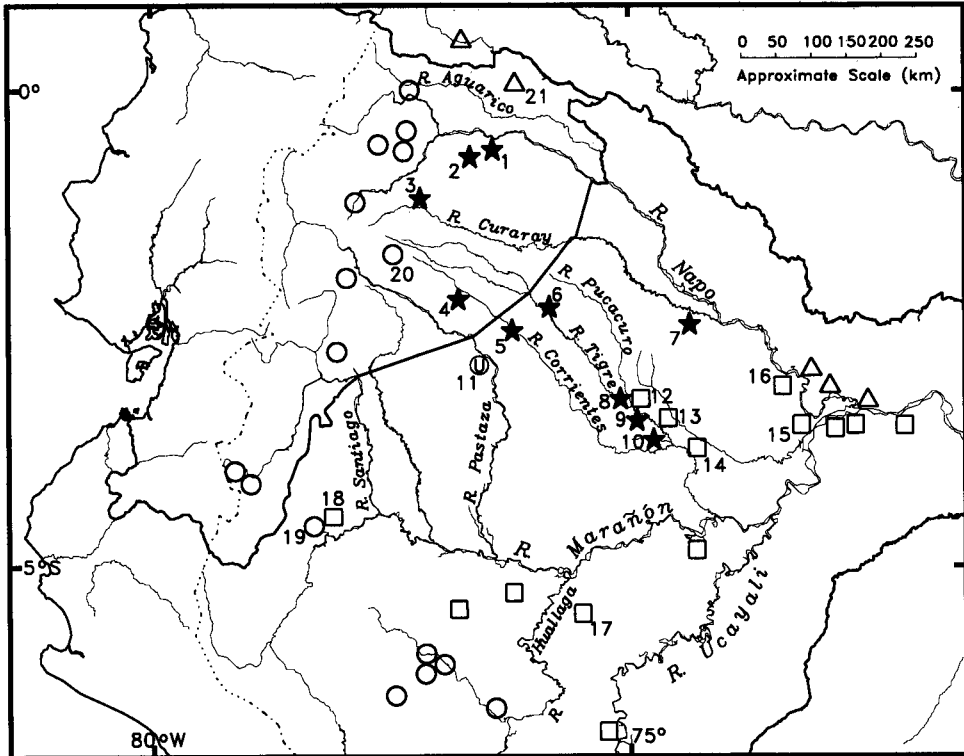 0 50 100 150 200 250
Approximate Scale (km)
R Aguarico
21
0°
1
2
3
R. Curaray
R. Napo
20
R. Pucacuro
6
4
7
5
R. Tigre
R Corrientes
U
11
16
8
12
9
13
10
15
14
R. Santiago
R. Pastaza
18
19
R. Marañón
5°S
Huallaga
R.
17
R. Ucayali
80°W
75°